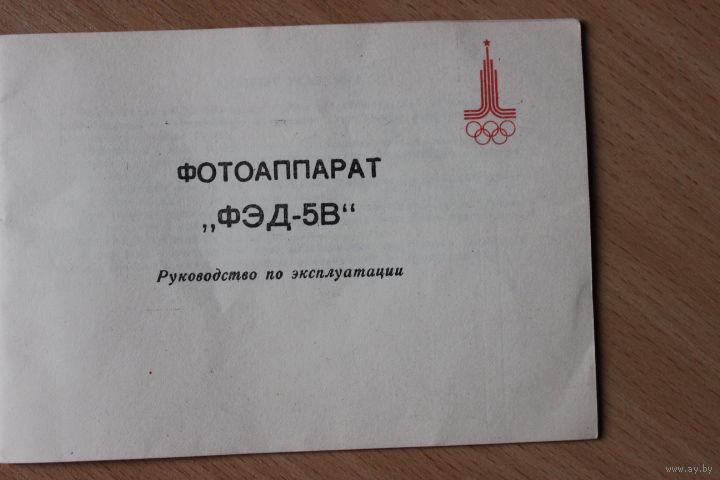 ФОТОАППАРАТ
„ФЭД-5В“
Руководство по эксплуатации
www.ay.by